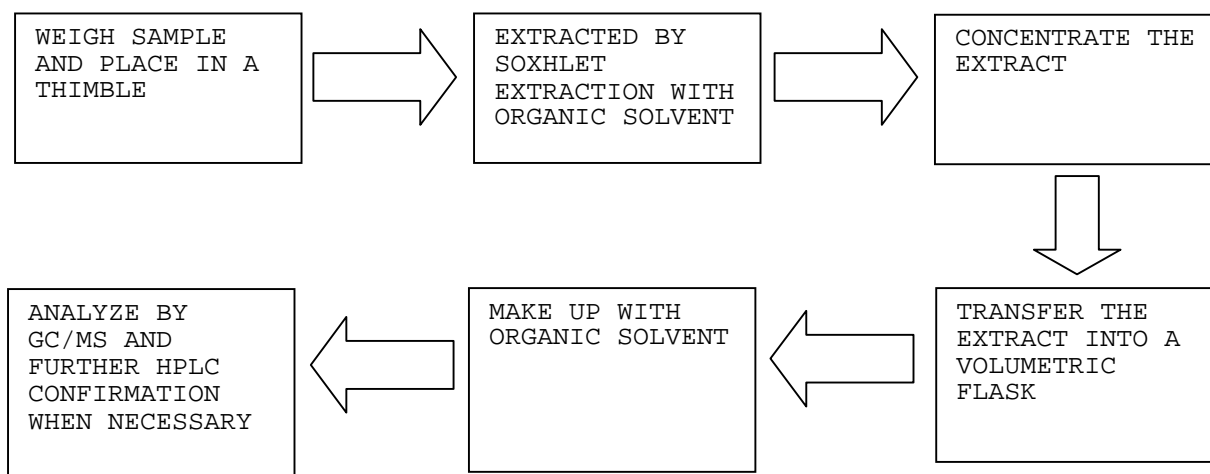 WEIGH SAMPLE
AND PLACE IN A
THIMBLE
EXTRACTED BY
SOXHLET
EXTRACTION WITH
ORGANIC SOLVENT
CONCENTRATE THE
EXTRACT
TRANSFER THE
EXTRACT INTO A
VOLUMETRIC
FLASK
MAKE UP WITH
ORGANIC SOLVENT
ANALYZE BY
GC/MS AND
FURTHER HPLC
CONFIRMATION
WHEN NECESSARY